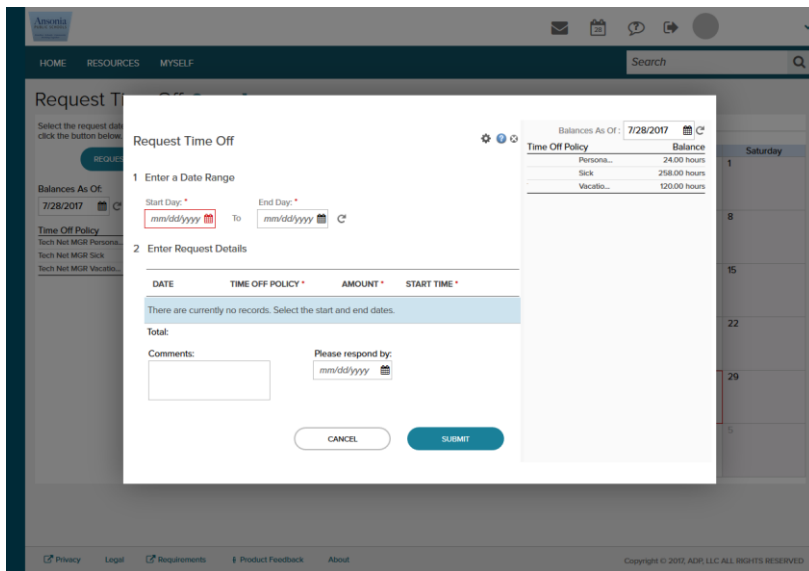 Ansonia
28
HOME RESOURCES MYSELF
Search
Request Ti
Select the request date
click the button below.
REQUES
Balances As Of:
7/28/2017
Time Off Policy
Tech Net MGR Persona...
Tech Net MGR Sick
Tech Net MGR Vacatio...
Request Time Off
1 Enter a Date Range
Start Day: * End Day: *
mm/dd/yyyy To mm/dd/yyyy
2 Enter Request Details
DATE TIME OFF POLICY * AMOUNT * START TIME *
There are currently no records. Select the start and end dates.
Total:
Comments: Please respond by:
mm/dd/yyyy
CANCEL SUBMIT
Balances As Of : 7/28/2017
Time Off Policy Balance
Persona... 24.00 hours
Sick 258.00 hours
Vacatio... 120.00 hours
Saturday
1
8
15
22
29
5
Privacy Legal Requirements Product Feedback About
Copyright © 2017, ADP, LLC ALL RIGHTS RESERVED